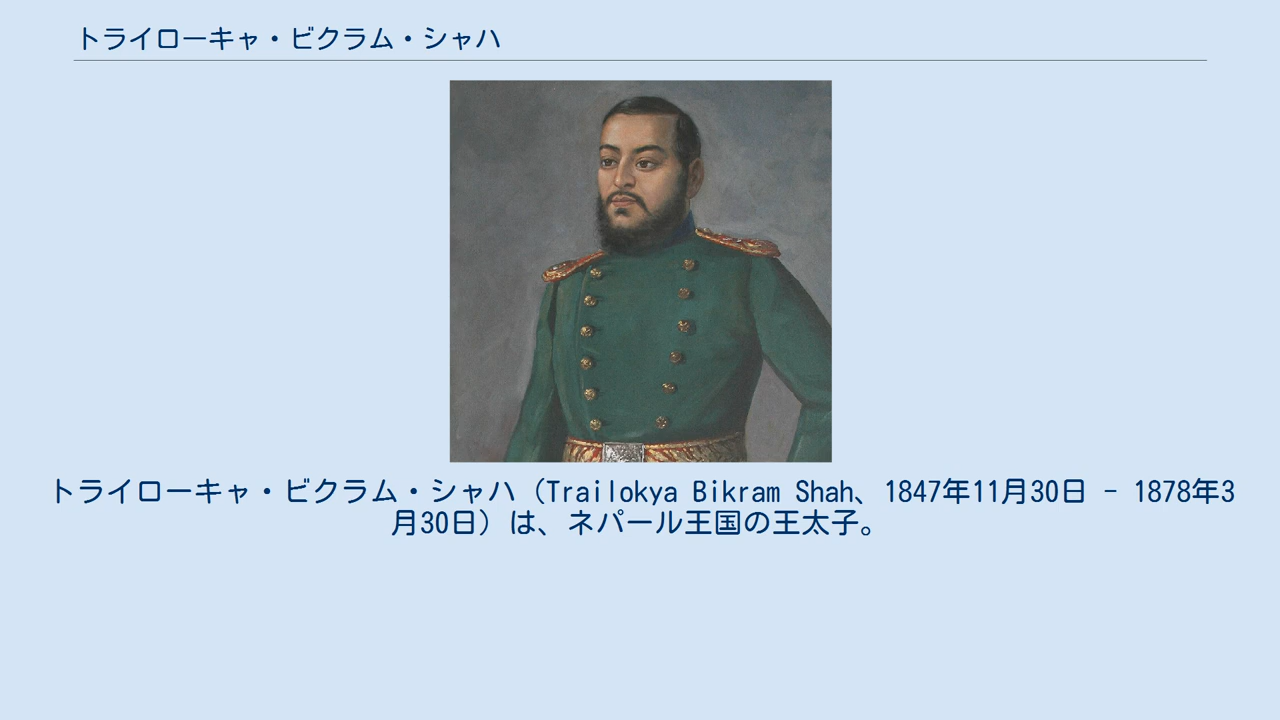 トライローキャ・ビクラム・シャハ
トライローキャ・ビクラム・シャハ（Trailokya Bikram Shah、1847年11月30日 - 1878年3
月30日）は、ネパール王国の王太子。